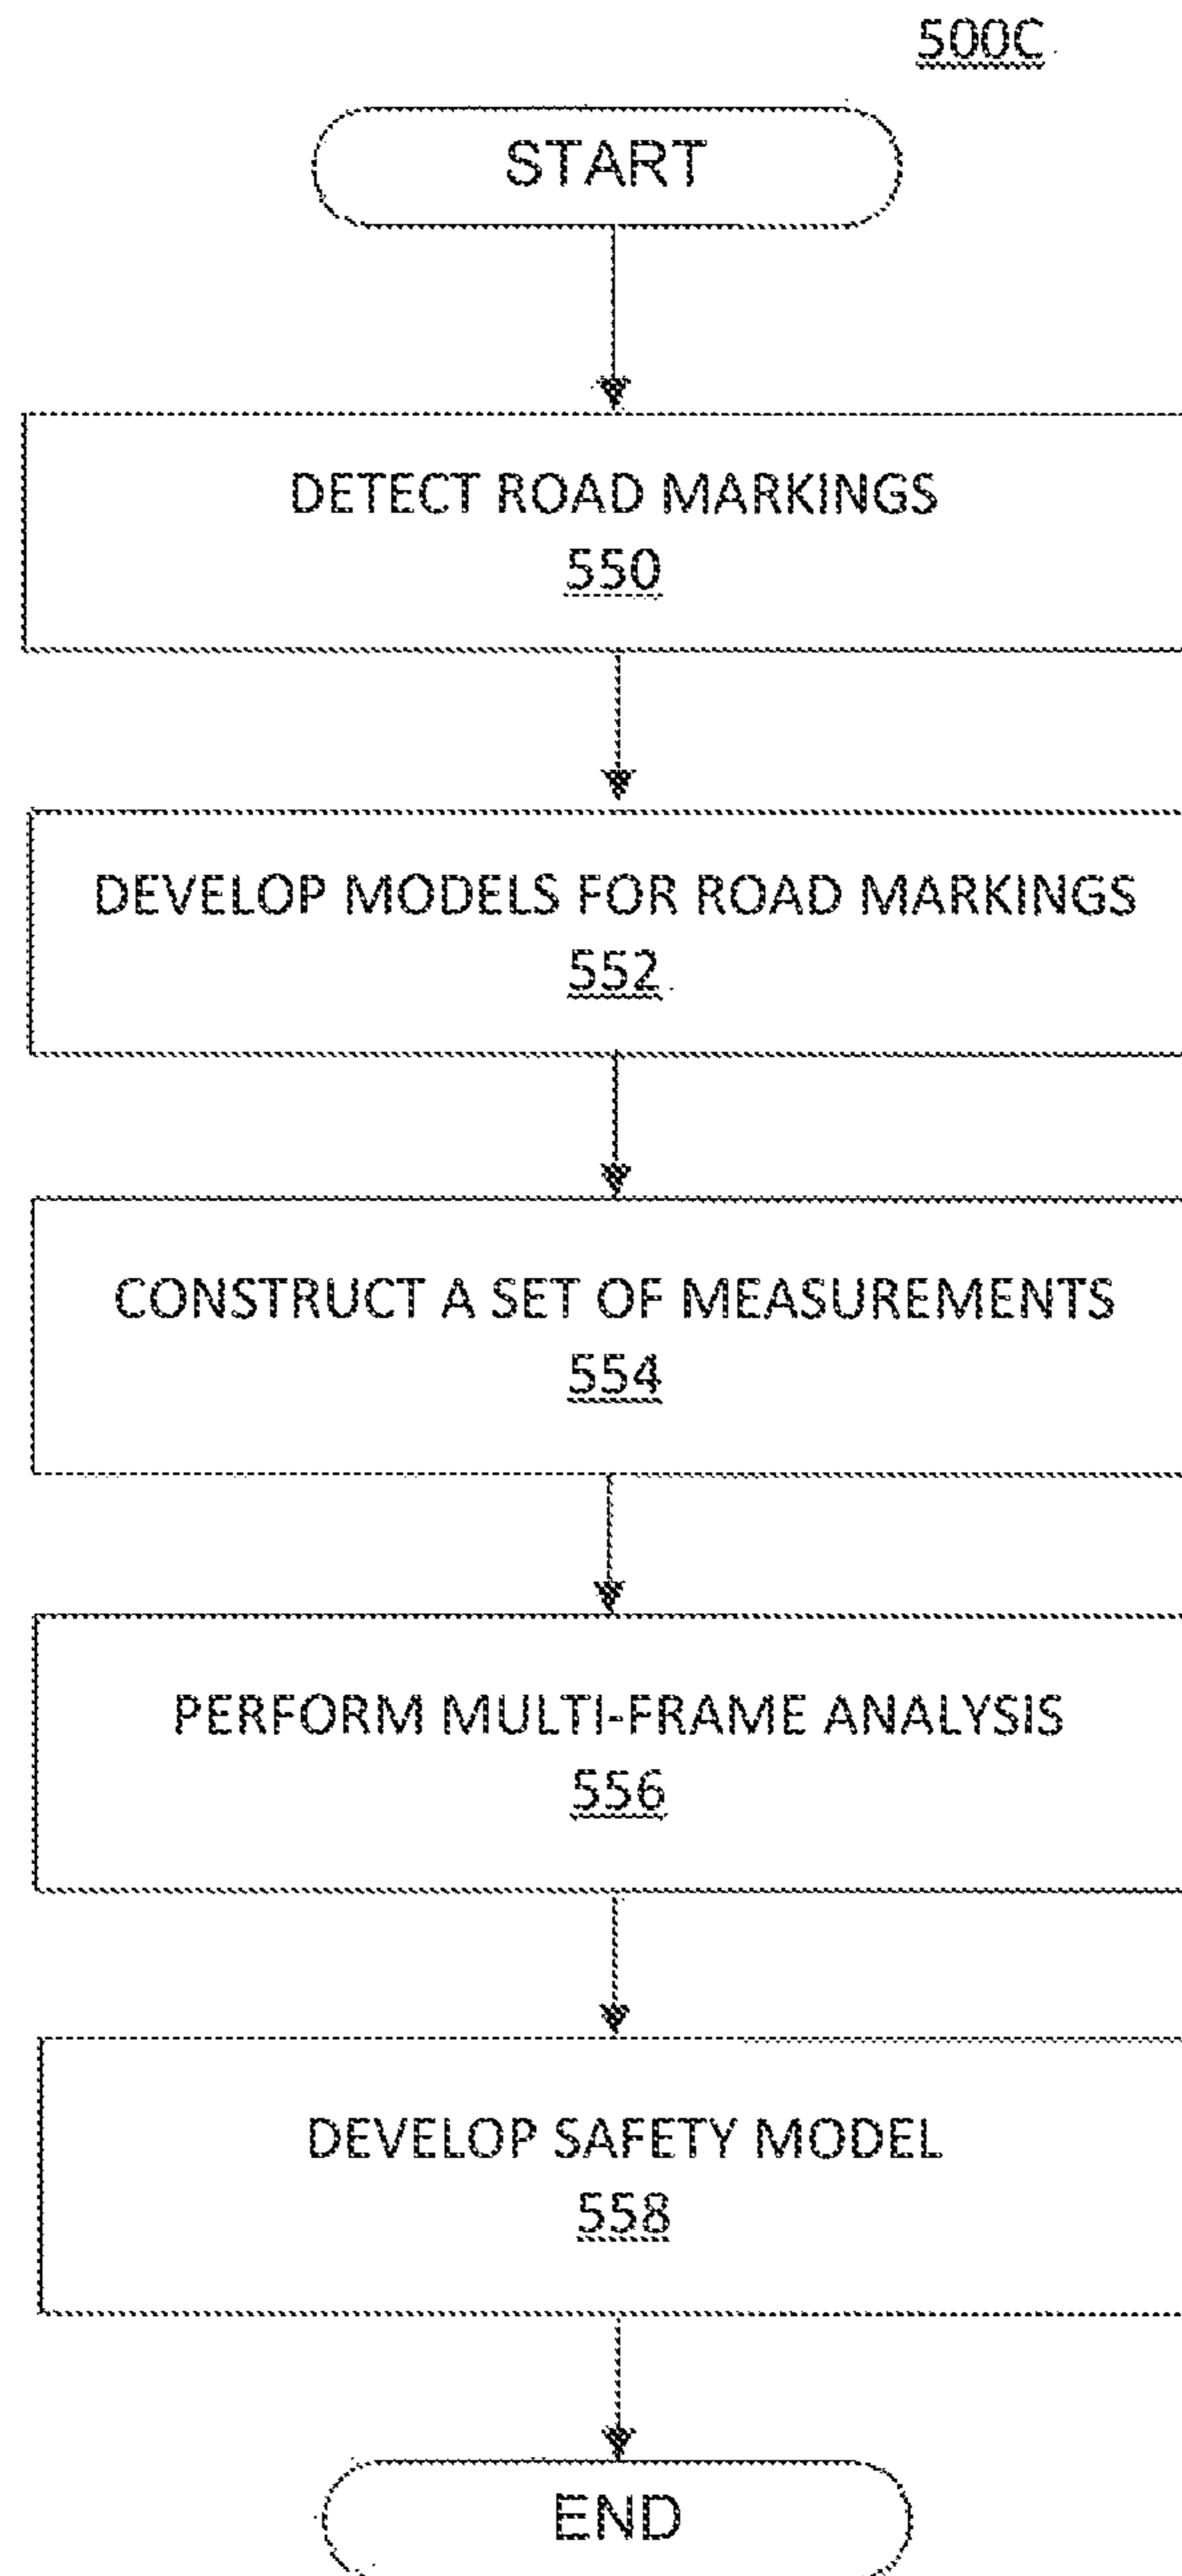 500C
START
DETECT ROAD MARKINGS
550
DEVELOP MODELS FOR ROAD MARKINGS
552
CONSTRUCT A SET OF MEASUREMENTS
554
PERFORM MULTI-FRAME ANALYSIS
556
DEVELOP SAFETY MODEL
558
END